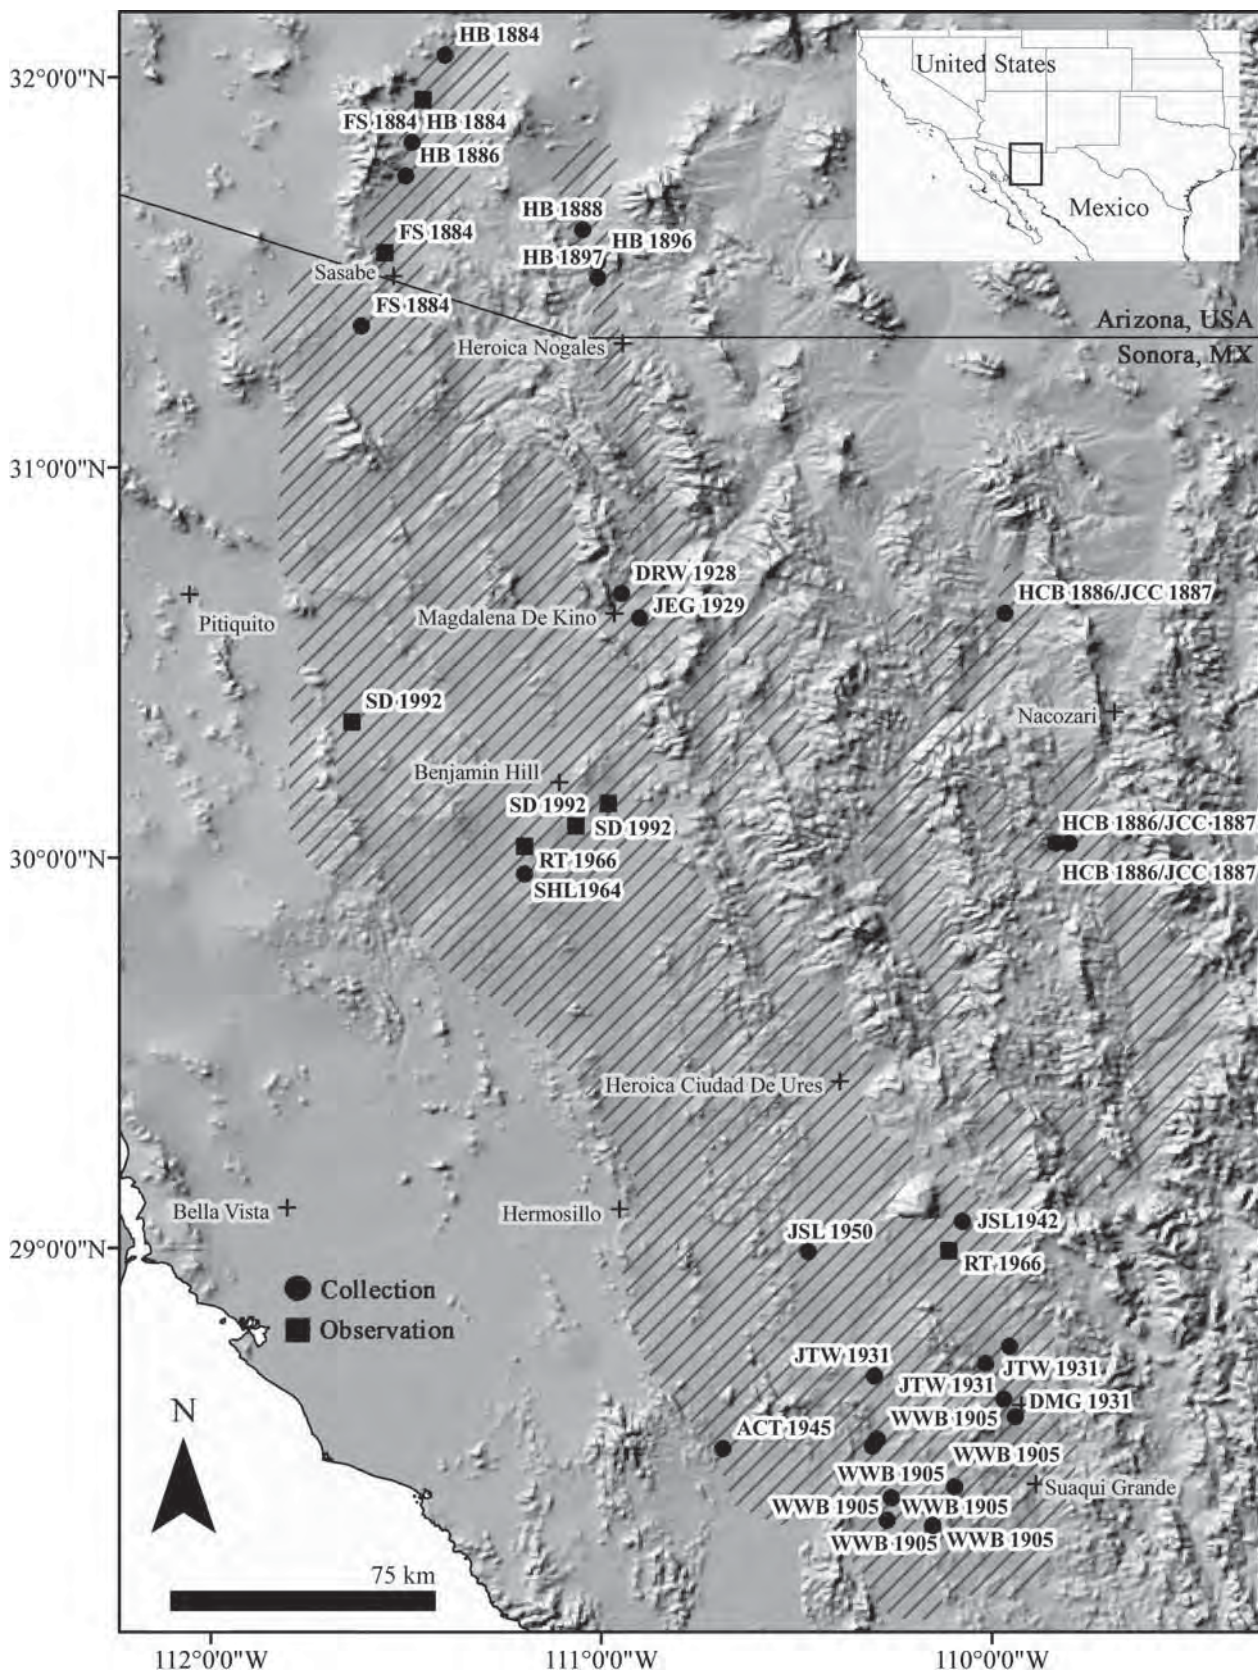 HB 1884
32°0'0"N
United States
FS 1884
HB 1884
HB 1886
Mexico
HB 1888
FS 1884
HB 1896
HB 1897
Sasabe
FS 1884
Arizona, USA
Heroica Nogales
Sonora, MX
31°0'0"N
DRW 1928
HCB 1886/JCC 1887
JEG 1929
Magdalena De Kino
Pitiquito
SD 1992
Nacozari
Benjamin Hill
SD 1992
SD 1992
HCB 1886/JCC 1887
30°0'0"N
RT 1966
HCB 1886/JCC 1887
SHL1964
Heroica Ciudad De Ures
Bella Vista
Hermosillo
JSL 1950
JSL1942
29°0'0"N
RT 1966
Collection
Observation
JTW 1931
JTW 1931
JTW 1931
DMG 1931
N
ACT 1945
WWB 1905
WWB 1905
WWB 1905
Suaqui Grande
WWB 1905
WWB 1905
WWB 1905
WWB 1905
75 km
112°0'0"W
111°0'0"W
110°0'0"W